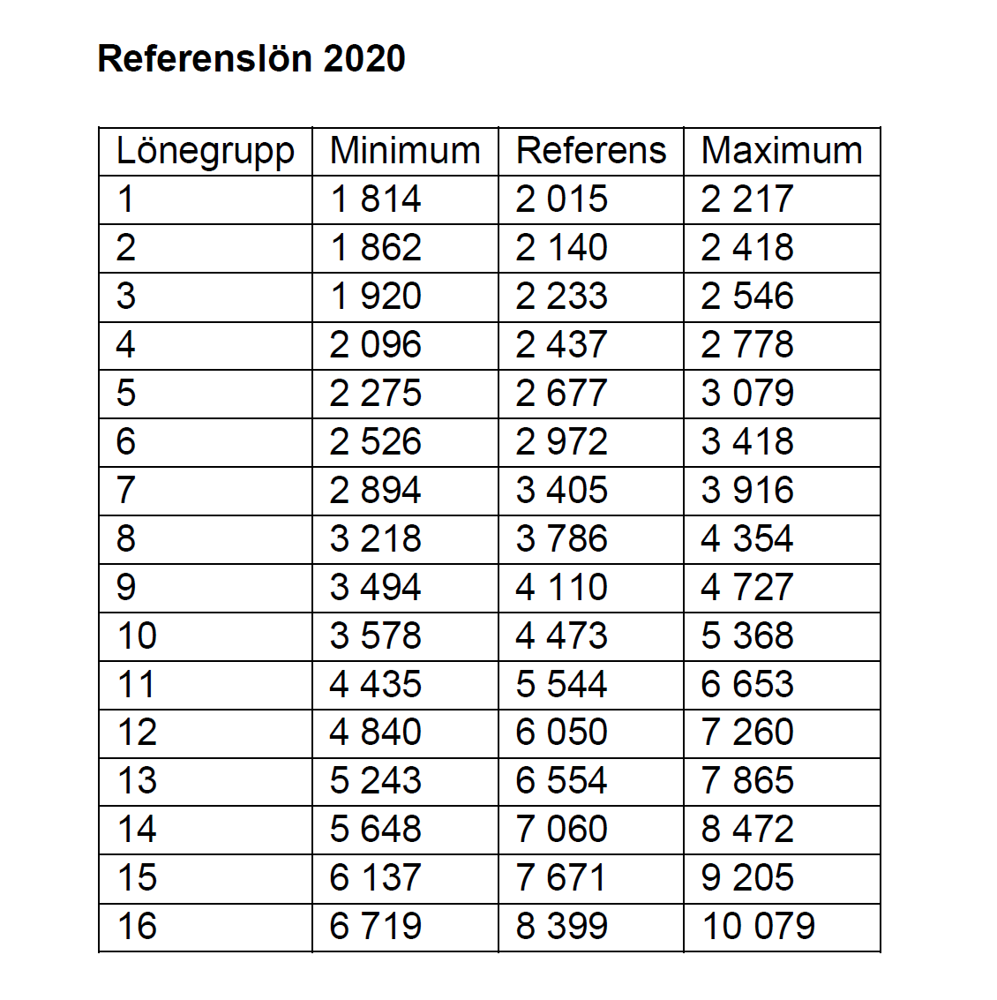 Referenslön 2020
Lönegrupp Minimum Referens Maximum
1 1 814 2 015 2 217
2 1 862 2 140 2 418
3 1 920 2 233 2 546
4 2 096 2 437 2 778
5 2 275 2 677 3 079
6 2 526 2 972 3 418
7 2 894 3 405 3 916
8 3 218 3 786 4 354
9 3 494 4 110 4 727
10 3 578 4 473 5 368
11 4 435 5 544 6 653
12 4 840 6 050 7 260
13 5 243 6 554 7 865
14 5 648 7 060 8 472
15 6 137 7 671 9 205
16 6 719 8 399 10 079